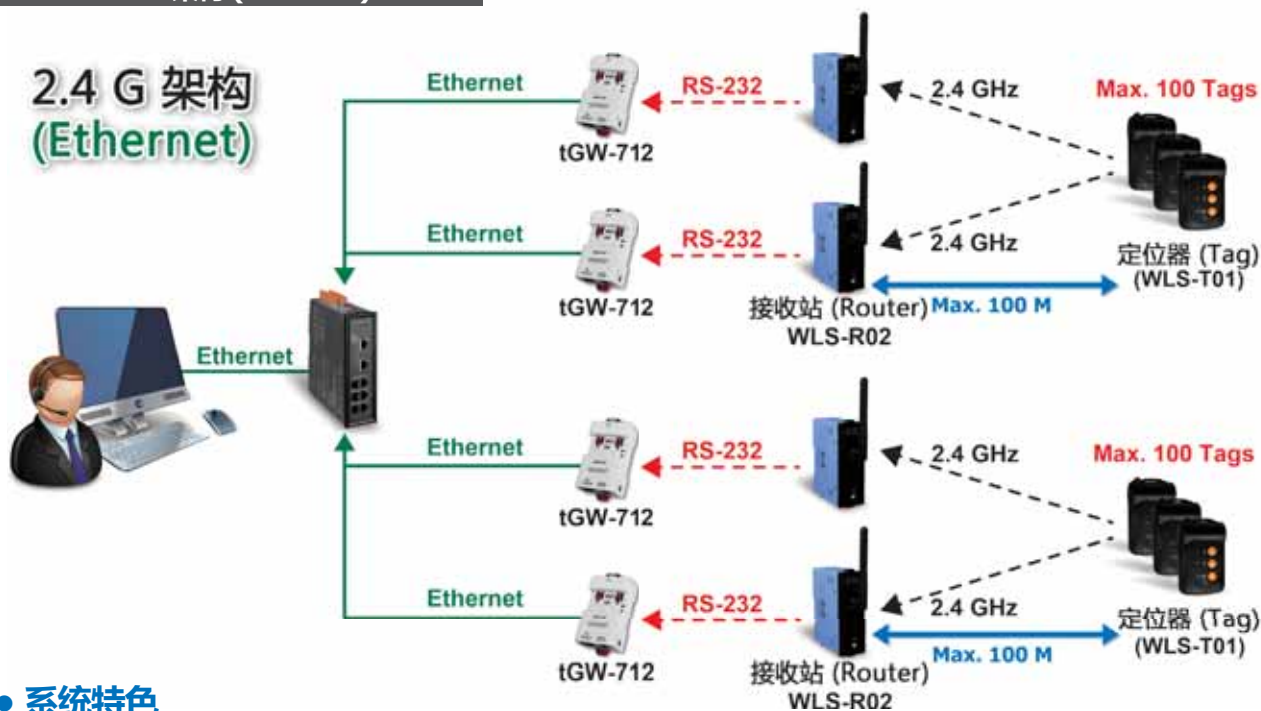 2.4 G 架构
(Ethernet)
Ethernet
tGW-712
RS-232
2.4 GHz
Max. 100 Tags
Ethernet
tGW-712
RS-232
2.4 GHz
定位器 (Tag)
(WLS-T01)
接收站 (Router)
WLS-R02
Max. 100 M
Ethernet
Ethernet
tGW-712
RS-232
2.4 GHz
Max. 100 Tags
Ethernet
tGW-712
RS-232
2.4 GHz
定位器 (Tag)
(WLS-T01)
接收站 (Router)
WLS-R02
Max. 100 M
• 系统特色